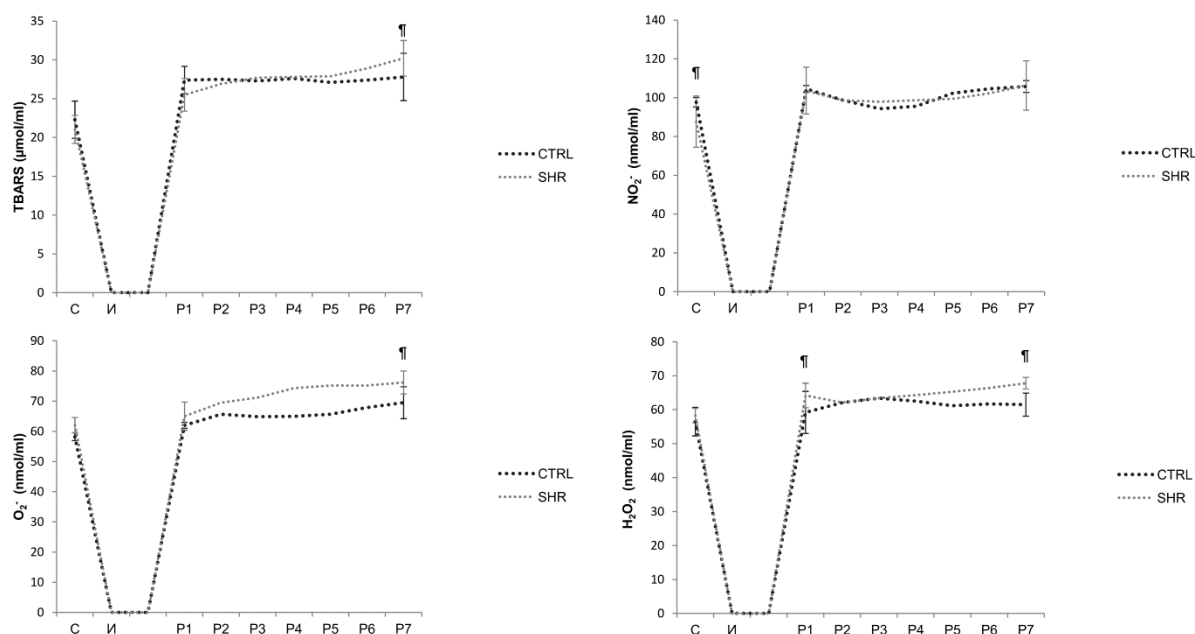 ¶
35
30
25
20
15
10
5
0
TBARS (µmol/ml)
С И P1 P2 P3 P4 P5 P6 P7
CTRL
SHR
¶
140
120
100
80
60
40
20
0
NO₂⁻ (nmol/ml)
С И P1 P2 P3 P4 P5 P6 P7
CTRL
SHR
¶
90
80
70
60
50
40
30
20
10
0
O₂⁻ (nmol/ml)
С И P1 P2 P3 P4 P5 P6 P7
CTRL
SHR
¶ ¶
80
70
60
50
40
30
20
10
0
H₂O₂ (nmol/ml)
С И P1 P2 P3 P4 P5 P6 P7
CTRL
SHR